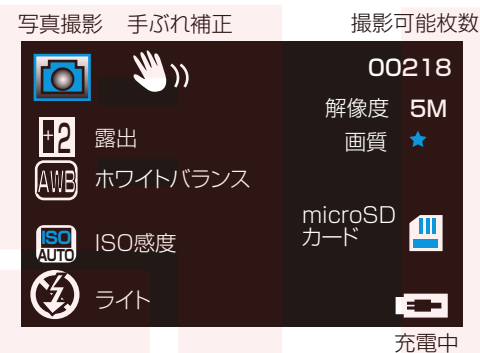 写真撮影 手ぶれ補正 撮影可能枚数
00218
解像度 5M
+2 露出 画質
AWB ホワイトバランス
microSD
カード
ISO AUTO ISO感度
ライト
充電中